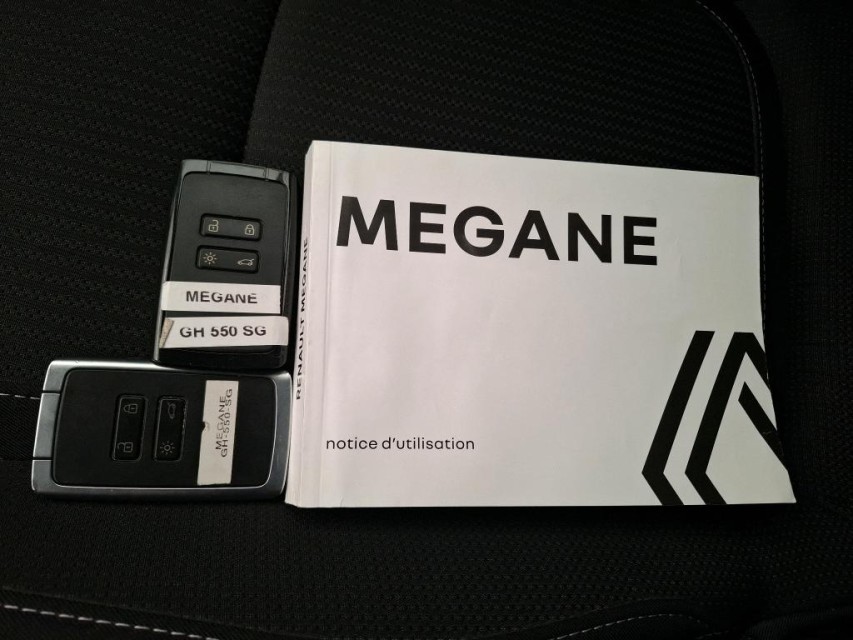 MEGANE
GH 550 SG
MEGANE
GH-550-SG
RENAULT MEGANE
MEGANE
notice d'utilisation